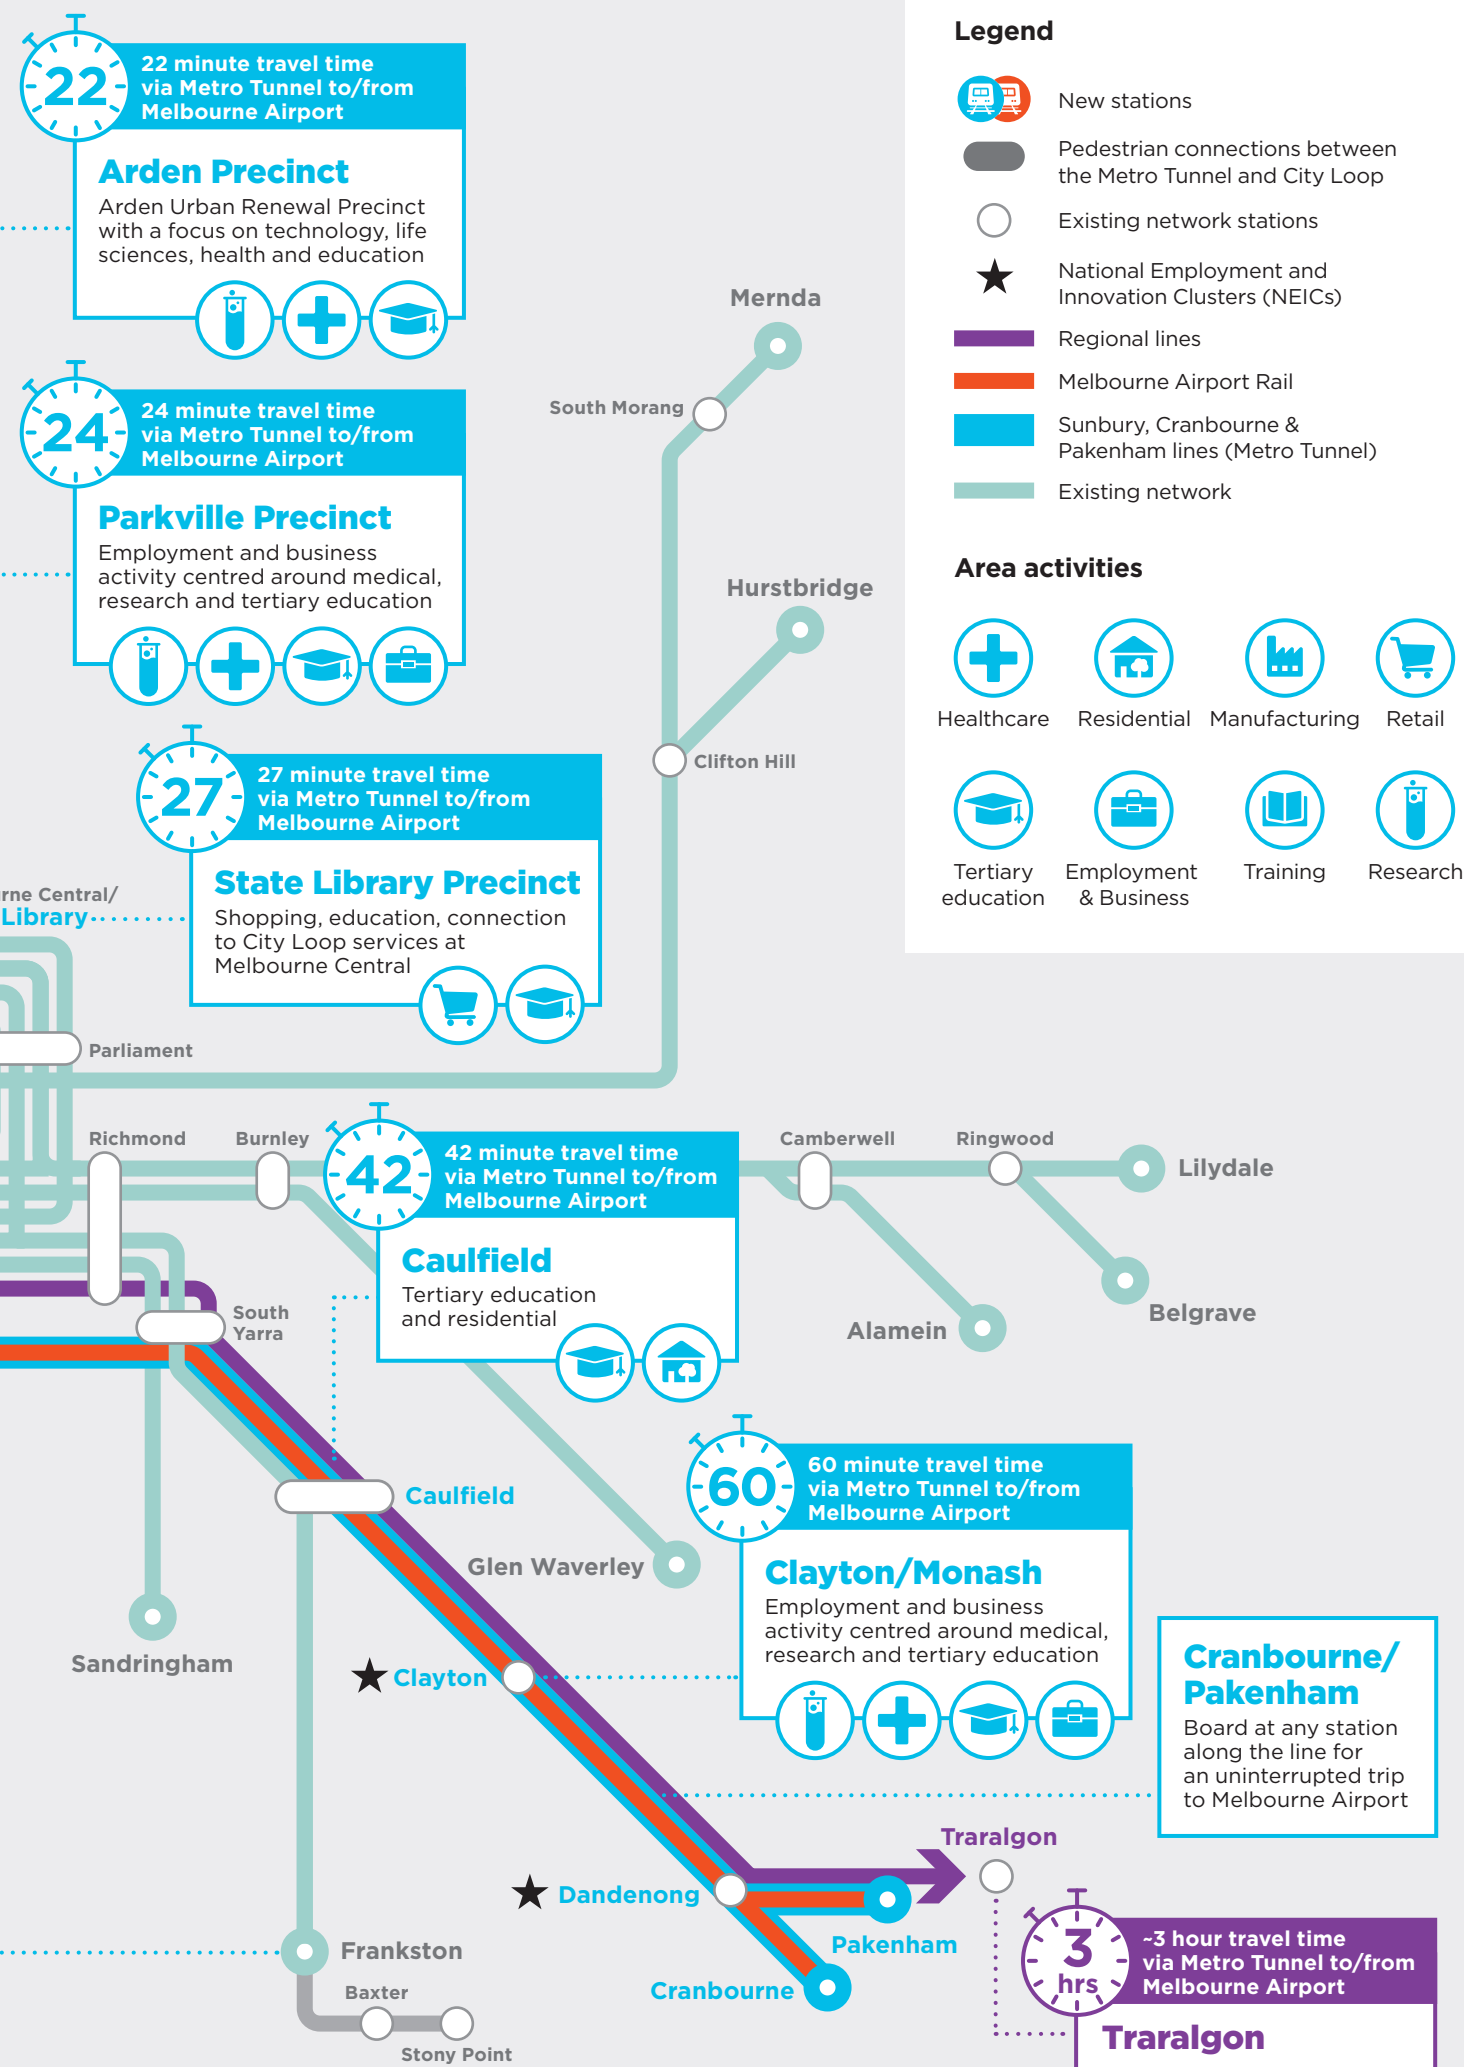 22
22 minute travel time
via Metro Tunnel to/from
Melbourne Airport
Arden Precinct
Arden Urban Renewal Precinct
with a focus on technology, life
sciences, health and education
24
24 minute travel time
via Metro Tunnel to/from
Melbourne Airport
Parkville Precinct
Employment and business
activity centred around medical,
research and tertiary education
27
27 minute travel time
via Metro Tunnel to/from
Melbourne Airport
State Library Precinct
Shopping, education, connection
to City Loop services at
Melbourne Central
rne Central/
Library
Mernda
South Morang
Hurstbridge
Clifton Hill
Legend
New stations
Pedestrian connections between
the Metro Tunnel and City Loop
Existing network stations
National Employment and
Innovation Clusters (NEICs)
Regional lines
Melbourne Airport Rail
Sunbury, Cranbourne &
Pakenham lines (Metro Tunnel)
Existing network
Area activities
Healthcare
Residential
Manufacturing
Retail
Tertiary
education
Employment
& Business
Training
Research
Parliament
Richmond
Burnley
42
42 minute travel time
via Metro Tunnel to/from
Melbourne Airport
Caulfield
Tertiary education
and residential
Camberwell
Ringwood
Lilydale
Belgrave
Alamein
South
Yarra
Caulfield
Glen Waverley
Sandringham
60
60 minute travel time
via Metro Tunnel to/from
Melbourne Airport
Clayton/Monash
Employment and business
activity centred around medical,
research and tertiary education
Clayton
Cranbourne/
Pakenham
Board at any station
along the line for
an uninterrupted trip
to Melbourne Airport
Traralgon
Dandenong
Pakenham
Cranbourne
Frankston
Baxter
Stony Point
3
hrs
~3 hour travel time
via Metro Tunnel to/from
Melbourne Airport
Traralgon